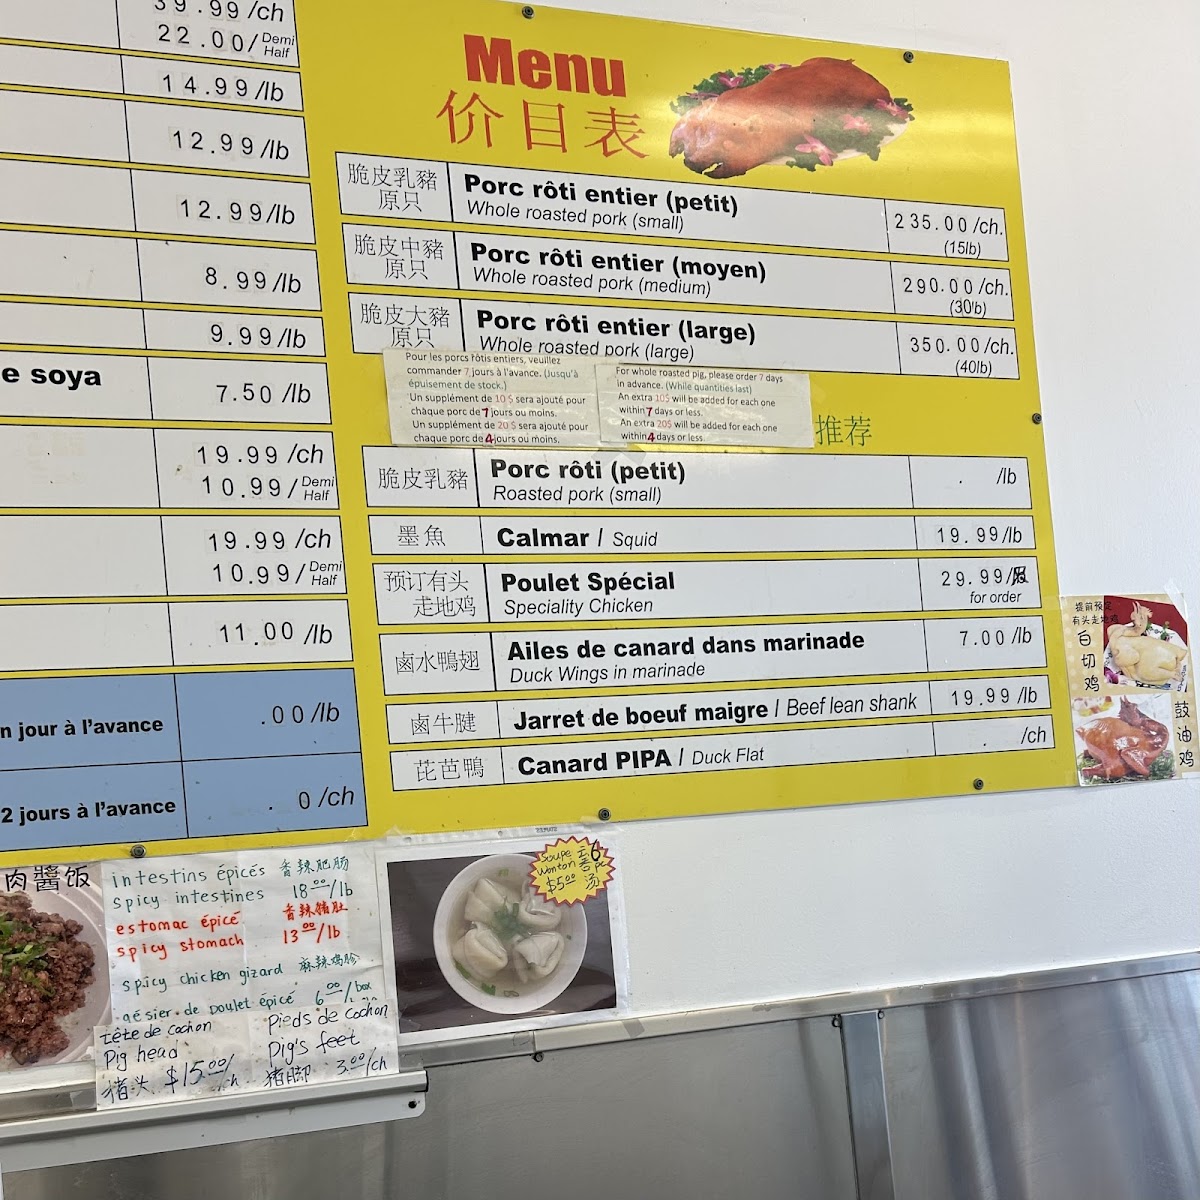 39.99/ch
22.00/Demi Half
14.99/lb
12.99/lb
12.99/lb
8.99/lb
9.99/lb
e soya 7.50/lb
19.99/ch
10.99/Demi Half
19.99/ch
10.99/Demi Half
11.00/lb
n jour à l'avance .00/lb
2 jours à l'avance . 0/ch
Menu
价目表
脆皮乳豬 原只 Porc rôti entier (petit) 235.00/ch.
Whole roasted pork (small) (15lb)
脆皮中豬 原只 Porc rôti entier (moyen) 290.00/ch.
Whole roasted pork (medium) (30lb)
脆皮大豬 原只 Porc rôti entier (large) 350.00/ch.
Whole roasted pork (large) (40lb)
Pour les porcs rôtis entiers, veuillez
commander 7 jours à l'avance. (Jusqu'à
épuisement de stock.)
Un supplément de 10 $ sera ajouté pour
chaque porc de 7 jours ou moins.
Un supplément de 20 $ sera ajouté pour
chaque porc de 4 jours ou moins.
For whole roasted pig, please order 7 days
in advance. (While quantities last)
An extra 10$ will be added for each one
within 7 days or less.
An extra 20$ will be added for each one
within 4 days or less.
推荐
脆皮乳豬 Porc rôti (petit) . /lb
Roasted pork (small)
墨魚 Calmar / Squid 19.99/lb
预订有头 走地鸡 Poulet Spécial 29.99/
Speciality Chicken for order
鹵水鴨翅 Ailes de canard dans marinade 7.00/lb
Duck Wings in marinade
鹵牛腱 Jarret de boeuf maigre / Beef lean shank 19.99/lb
芘芭鴨 Canard PIPA / Duck Flat . /ch
提前预定
有头走地鸡
白切鸡
鼓油鸡
肉醬饭
intestins épicés 香辣肥肠
spicy intestines 18.00/lb
estomac épicé 香辣猪肚
spicy stomach 13.00/lb
spicy chicken gizard 麻辣鸡胗
gésier de poulet épicé 6.00/box
Tête de cochon
Pig head
猪头 $15.00/ch
Pieds de cochon
Pig's feet
猪脚 3.00/ch
Soupe
wonton
$5.00
云吞汤
6 pc